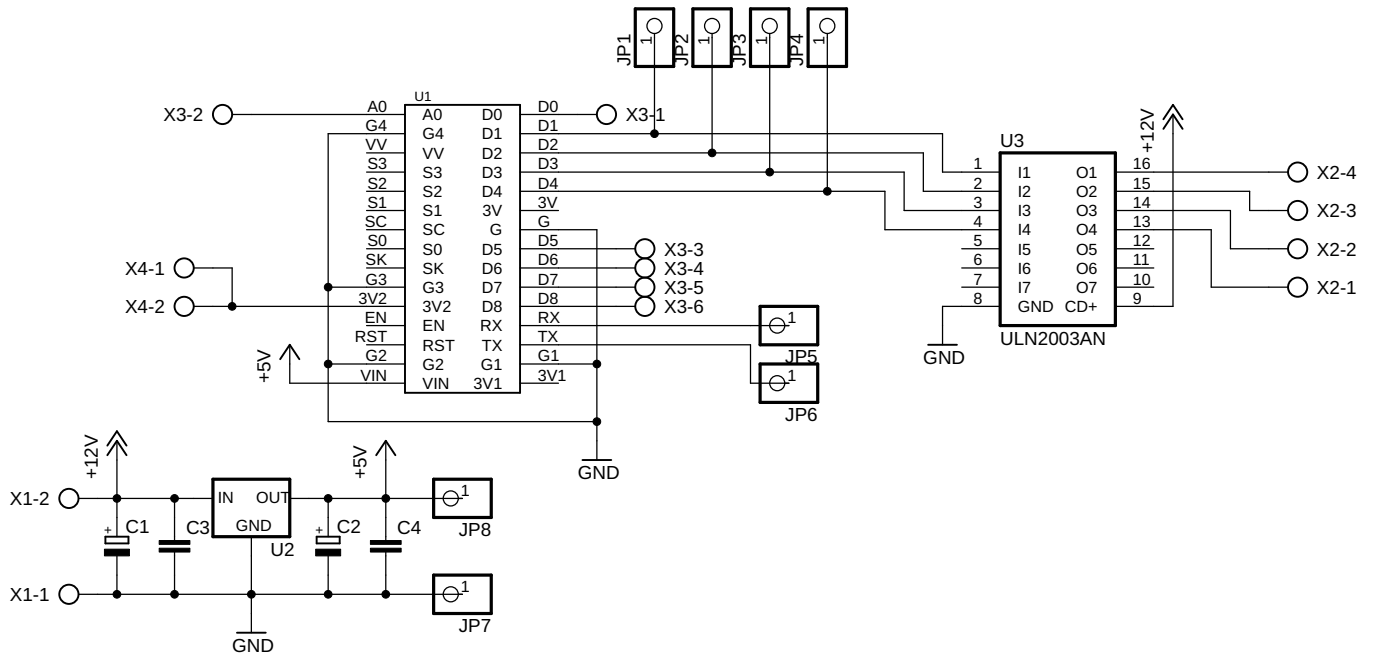 JP1 1 JP2 1 JP3 1 JP4 1
U1
X3-2 A0 A0 D0 D0 X3-1
G4 G4 D1 D1
VV VV D2 D2
S3 S3 D3 D3
S2 S2 D4 D4
S1 S1 3V 3V
SC SC G G
S0 S0 D5 D5 X3-3
SK SK D6 D6 X3-4
G3 G3 D7 D7 X3-5
3V2 3V2 D8 D8 X3-6
EN EN RX RX
RST RST TX TX
G2 G2 G1 G1
VIN VIN 3V1 3V1
X4-1
X4-2
+5V
GND
1
JP5
1
JP6
U3
+12V
1 I1 O1 16 X2-4
2 I2 O2 15 X2-3
3 I3 O3 14 X2-2
4 I4 O4 13 X2-1
5 I5 O5 12
6 I6 O6 11
7 I7 O7 10
8 GND CD+ 9
ULN2003AN
GND
+12V +5V
X1-2 IN OUT 1
GND JP8
+ C1 C3 U2 + C2 C4
X1-1 1
JP7
GND